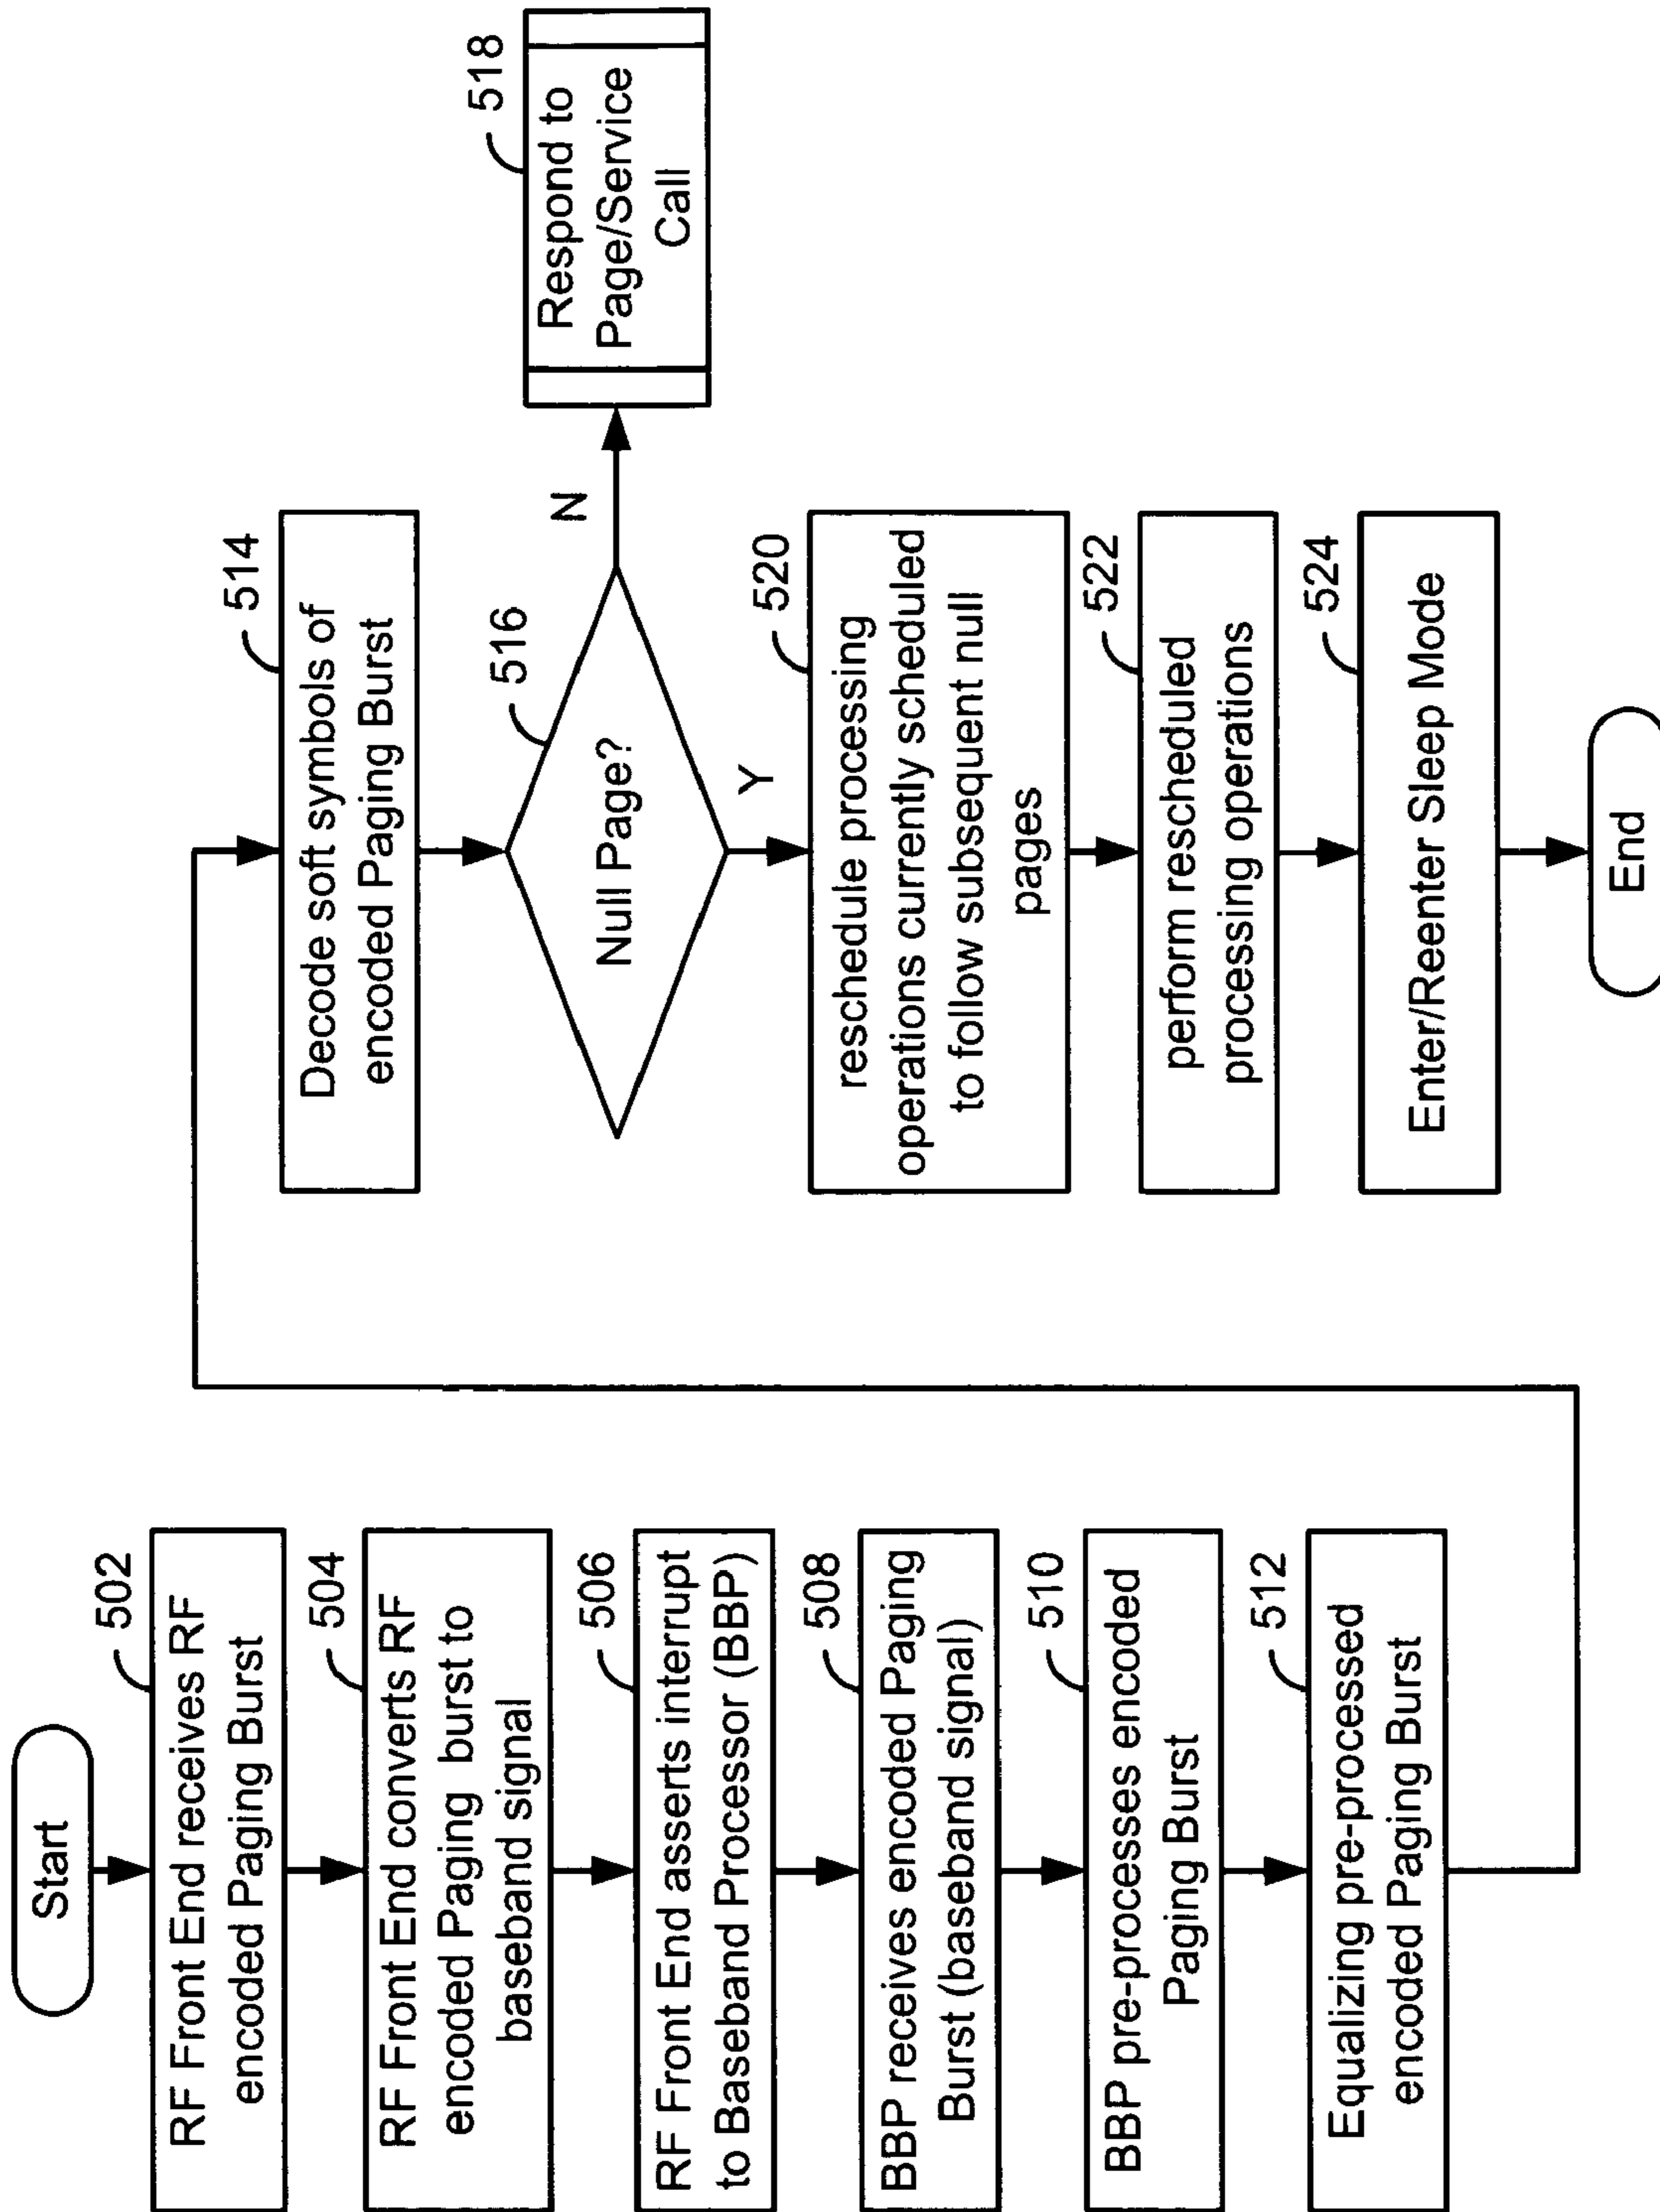 Start
502
RF Front End receives RF
encoded Paging Burst
504
RF Front End converts RF
encoded Paging burst to
baseband signal
506
RF Front End asserts interrupt
to Baseband Processor (BBP)
508
BBP receives encoded Paging
Burst (baseband signal)
510
BBP pre-processes encoded
Paging Burst
512
Equalizing pre-processed
encoded Paging Burst
514
Decode soft symbols of
encoded Paging Burst
516
Null Page?
N
518
Respond to
Page/Service
Call
Y
520
reschedule processing
operations currently scheduled
to follow subsequent null
pages
522
perform rescheduled
processing operations
524
Enter/Reenter Sleep Mode
End